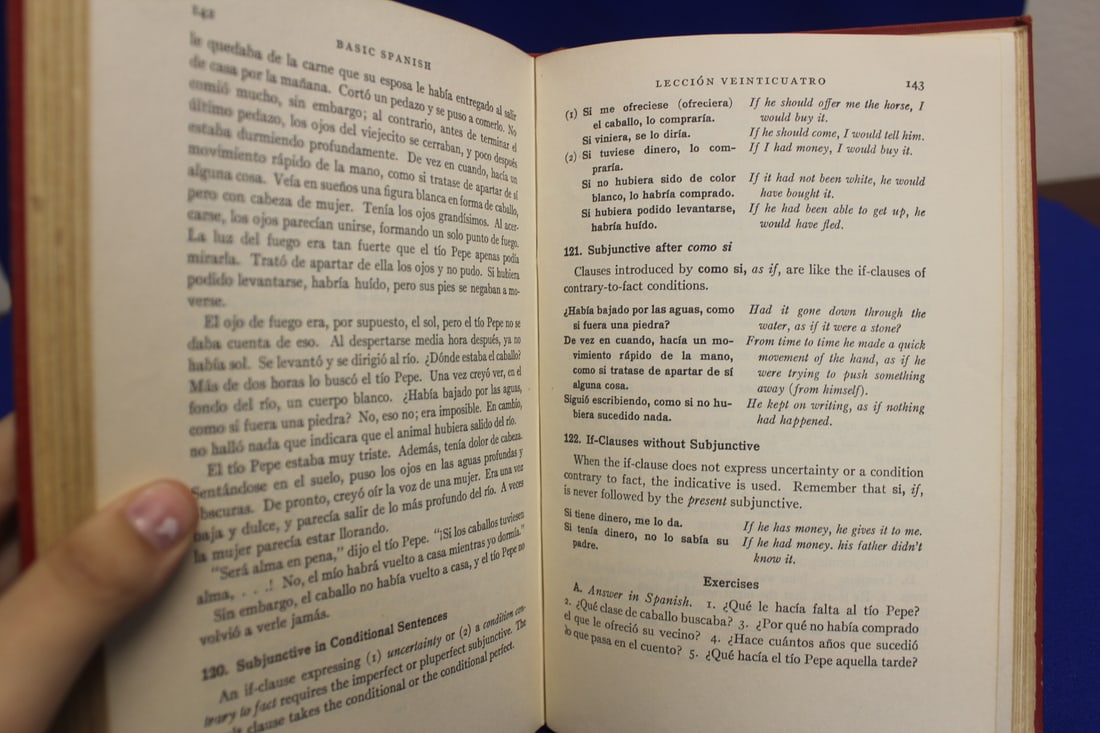 142
BASIC SPANISH
le quedaba de la carne que su esposa le había entregado al salir
de casa por la mañana. Cortó un pedazo y se puso a comerlo. No
comió mucho, sin embargo; al contrario, antes de terminar el
último pedazo, los ojos del viejecito se cerraban, y poco después
estaba durmiendo profundamente. De vez en cuando, hacía un
movimiento rápido de la mano, como si tratase de apartar de sí
alguna cosa. Veía en sueños una figura blanca en forma de caballo,
pero con cabeza de mujer. Tenía los ojos grandísimos. Al acer-
carse, los ojos parecían unirse, formando un solo punto de fuego.
La luz del fuego era tan fuerte que el tío Pepe apenas podía
mirarla. Trató de apartar de ella los ojos y no pudo. Si hubiera
podido levantarse, habría huído, pero sus pies se negaban a mo-
verse.
El ojo de fuego era, por supuesto, el sol, pero el tío Pepe no se
daba cuenta de eso. Al despertarse media hora después, ya no
había sol. Se levantó y se dirigió al río. ¿Dónde estaba el caballo?
Más de dos horas lo buscó el tío Pepe. Una vez creyó ver, en el
fondo del río, un cuerpo blanco. ¿Había bajado por las aguas,
como si fuera una piedra? No, eso no; era imposible. En cambio,
no halló nada que indicara que el animal hubiera salido del río.
El tío Pepe estaba muy triste. Además, tenía dolor de cabeza.
Sentándose en el suelo, puso los ojos en las aguas profundas y
obscuras. De pronto, creyó oír la voz de una mujer. Era una voz
baja y dulce, y parecía salir de lo más profundo del río. A veces
la mujer parecía estar llorando.
"Será alma en pena," dijo el tío Pepe. "¡Si los caballos tuviesen
alma, . . .! No, el mío habrá vuelto a casa mientras yo dormía."
Sin embargo, el caballo no había vuelto a casa, y el tío Pepe no
volvió a verle jamás.
120. Subjunctive in Conditional Sentences
An if-clause expressing (1) uncertainty or (2) a condition con-
trary to fact requires the imperfect or pluperfect subjunctive. The
clause takes the conditional or the conditional perfect.
LECCIÓN VEINTICUATRO 143
(1) Si me ofreciese (ofreciera) If he should offer me the horse, I
el caballo, lo compraría. would buy it.
Si viniera, se lo diría. If he should come, I would tell him.
(2) Si tuviese dinero, lo com- If I had money, I would buy it.
praría.
Si no hubiera sido de color If it had not been white, he would
blanco, lo habría comprado. have bought it.
Si hubiera podido levantarse, If he had been able to get up, he
habría huído. would have fled.
121. Subjunctive after como si
Clauses introduced by como si, as if, are like the if-clauses of
contrary-to-fact conditions.
¿Había bajado por las aguas, como Had it gone down through the
si fuera una piedra? water, as if it were a stone?
De vez en cuando, hacía un mo- From time to time he made a quick
vimiento rápido de la mano, movement of the hand, as if he
como si tratase de apartar de sí were trying to push something
alguna cosa. away (from himself).
Siguió escribiendo, como si no hu- He kept on writing, as if nothing
biera sucedido nada. had happened.
122. If-Clauses without Subjunctive
When the if-clause does not express uncertainty or a condition
contrary to fact, the indicative is used. Remember that si, if,
is never followed by the present subjunctive.
Si tiene dinero, me lo da. If he has money, he gives it to me.
Si tenía dinero, no lo sabía su If he had money. his father didn't
padre. know it.
Exercises
A. Answer in Spanish. 1. ¿Qué le hacía falta al tío Pepe?
2. ¿Qué clase de caballo buscaba? 3. ¿Por qué no había comprado
el que le ofreció su vecino? 4. ¿Hace cuántos años que sucedió
lo que pasa en el cuento? 5. ¿Qué hacía el tío Pepe aquella tarde?